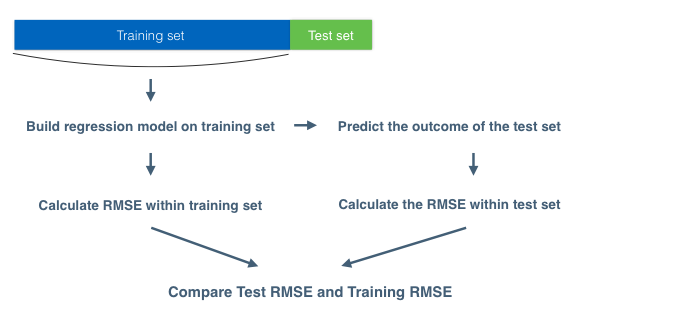 Training set
Test set
Build regression model on training set
Predict the outcome of the test set
Calculate RMSE within training set
Calculate the RMSE within test set
Compare Test RMSE and Training RMSE